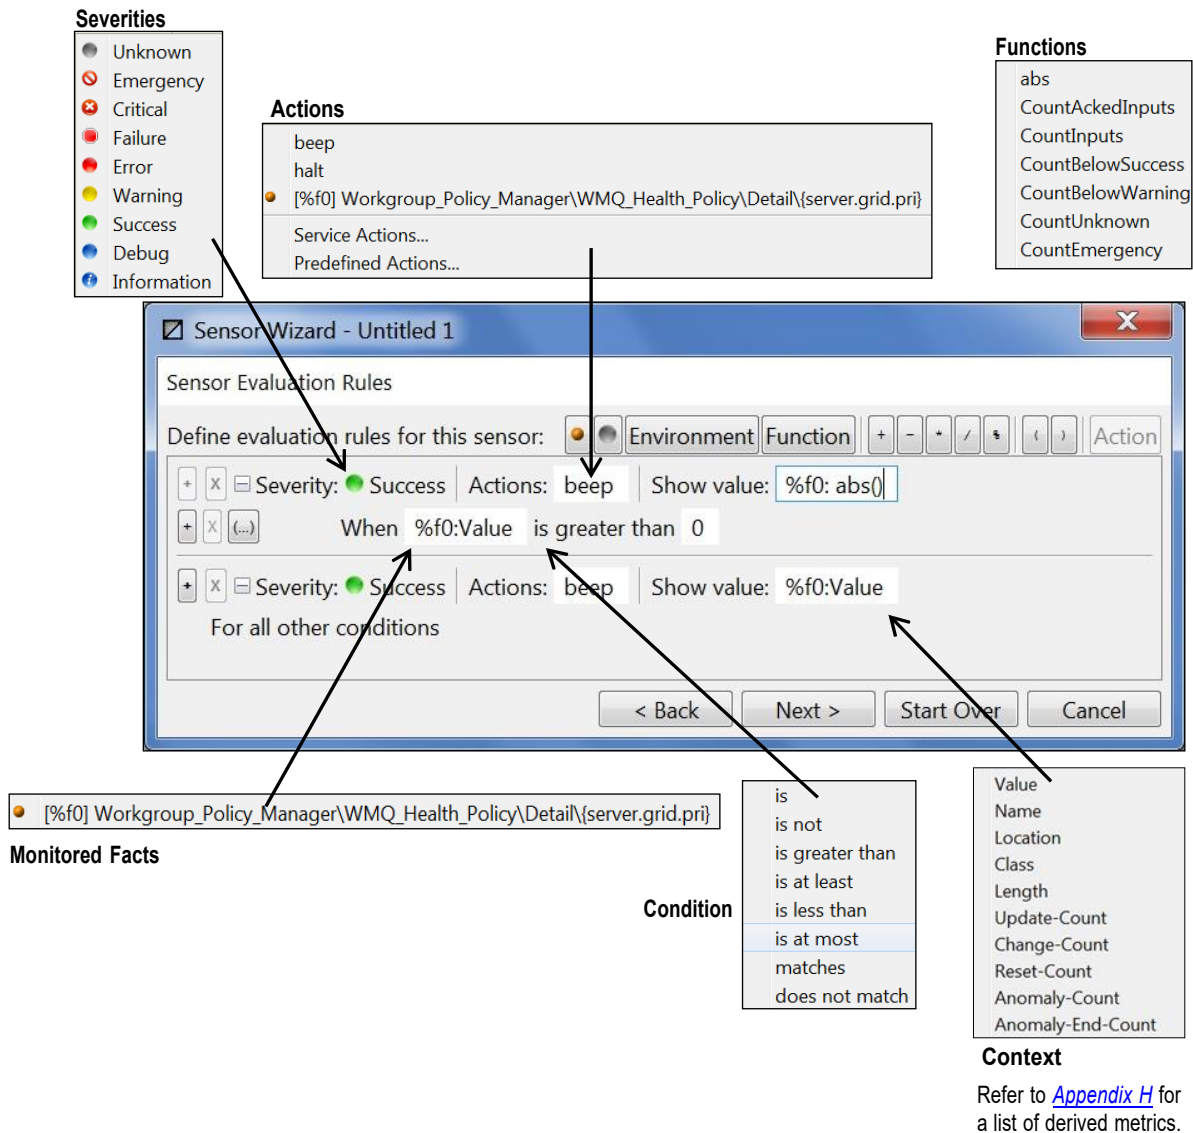 Severities
Unknown
Emergency
Critical
Failure
Error
Warning
Success
Debug
Information
Actions
beep
halt
[%f0] Workgroup_Policy_Manager\WMQ_Health_Policy\Detail\{server.grid.pri}
Service Actions...
Predefined Actions...
Functions
abs
CountAckedInputs
CountInputs
CountBelowSuccess
CountBelowWarning
CountUnknown
CountEmergency
Sensor Wizard - Untitled 1
X
Sensor Evaluation Rules
Define evaluation rules for this sensor: Environment Function + - * / % ( ) Action
+ X Severity: Success Actions: beep Show value: %f0: abs()
+ X (...) When %f0:Value is greater than 0
+ X Severity: Success Actions: beep Show value: %f0:Value
For all other conditions
< Back Next > Start Over Cancel
[%f0] Workgroup_Policy_Manager\WMQ_Health_Policy\Detail\{server.grid.pri}
Monitored Facts
Condition
is
is not
is greater than
is at least
is less than
is at most
matches
does not match
Value
Name
Location
Class
Length
Update-Count
Change-Count
Reset-Count
Anomaly-Count
Anomaly-End-Count
Context
Refer to Appendix H for
a list of derived metrics.